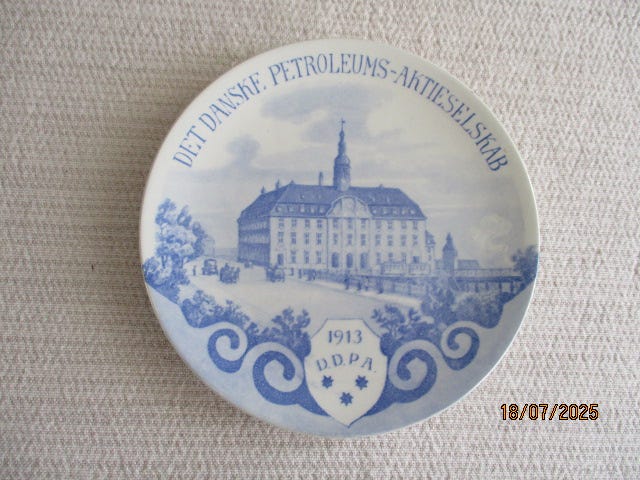 DET DANSKE PETROLEUMS-AKTIESELSKAB
1913
D.D.P.A.
18/07/2025